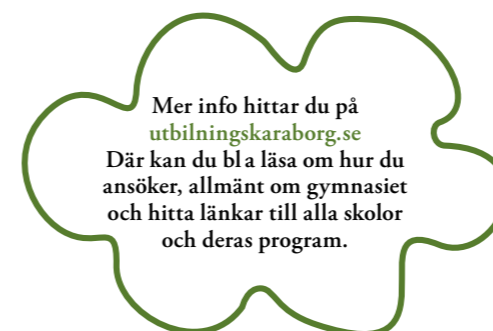 Mer info hittar du på
utbilningskaraborg.se
Där kan du bl a läsa om hur du
ansöker, allmänt om gymnasiet
och hitta länkar till alla skolor
och deras program.